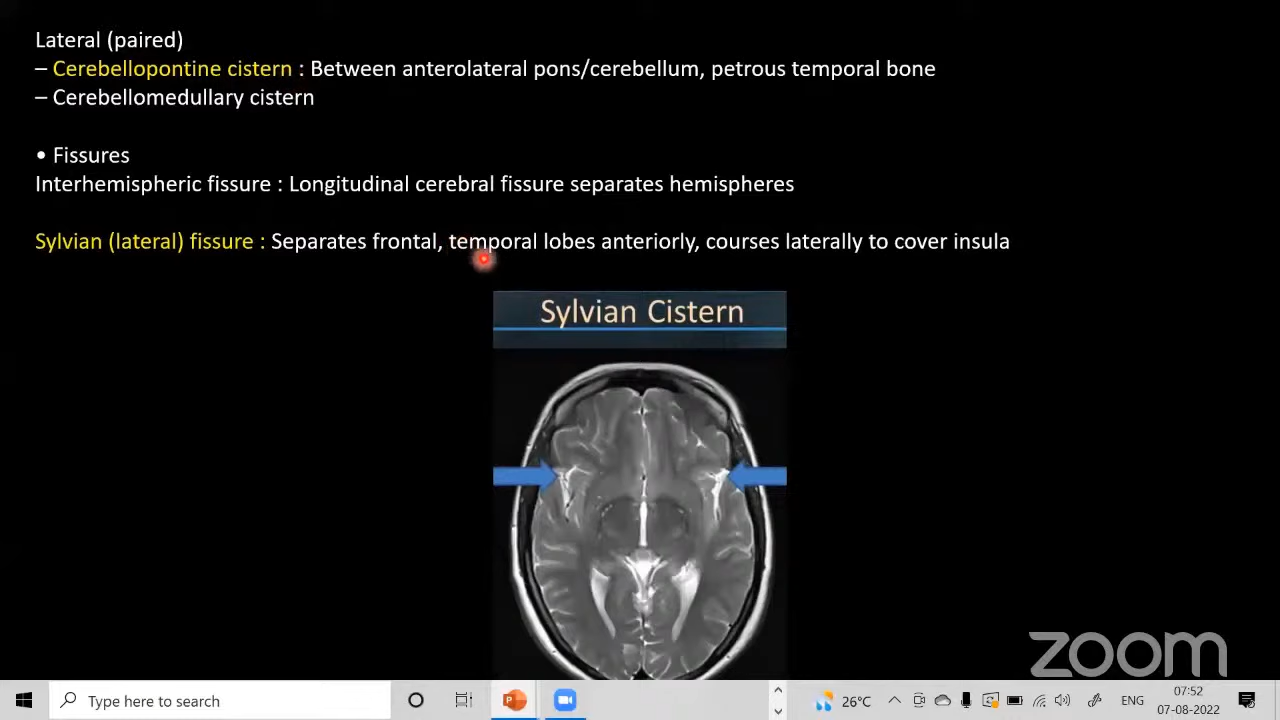 Lateral (paired)
– Cerebellopontine cistern : Between anterolateral pons/cerebellum, petrous temporal bone
– Cerebellomedullary cistern
• Fissures
Interhemispheric fissure : Longitudinal cerebral fissure separates hemispheres
Sylvian (lateral) fissure : Separates frontal, temporal lobes anteriorly, courses laterally to cover insula
Sylvian Cistern
zoom
Type here to search
26°C
ENG
07:52
07-08-2022